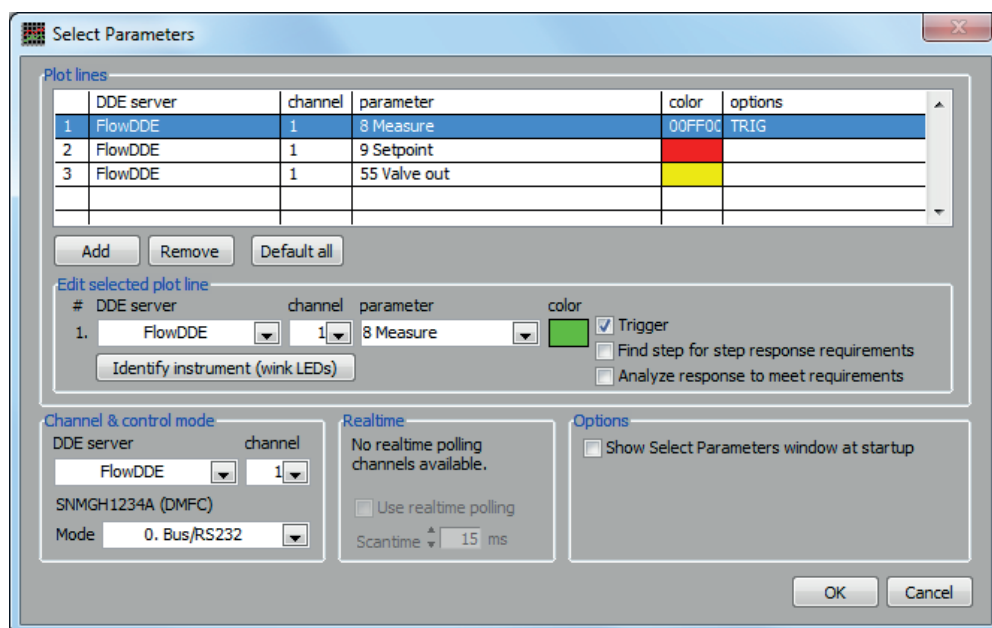 Select Parameters
Plot lines
DDE server channel parameter color options
1 FlowDDE 1 8 Measure 00FF00 TRIG
2 FlowDDE 1 9 Setpoint
3 FlowDDE 1 55 Valve out
Add Remove Default all
Edit selected plot line
# DDE server channel parameter color
1. FlowDDE 1 8 Measure
Trigger
Find step for step response requirements
Identify instrument (wink LEDs)
Analyze response to meet requirements
Channel & control mode
DDE server channel
FlowDDE 1
SNMGH1234A (DMFC)
Mode 0. Bus/RS232
Realtime
No realtime polling
channels available.
Use realtime polling
Scantime 15 ms
Options
Show Select Parameters window at startup
OK Cancel